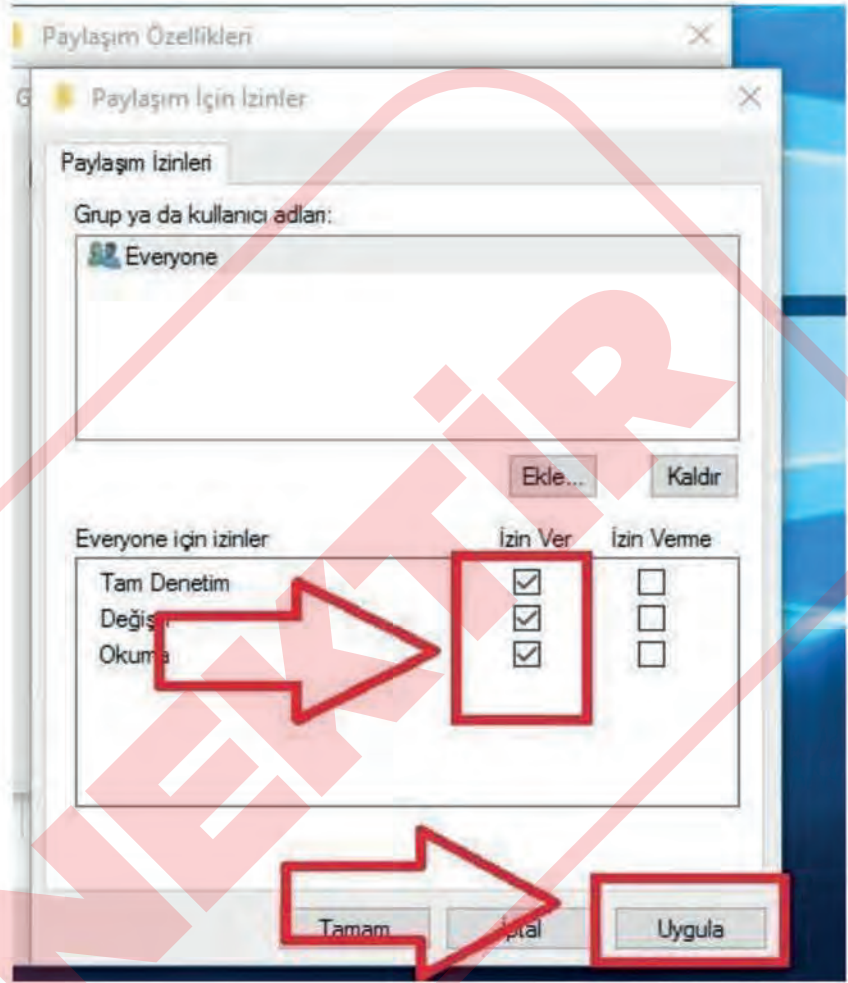 Paylaşım Özellikleri
G
Paylaşım İçin İzinler
Paylaşım İzinleri
Grup ya da kullanıcı adları:
Everyone
Ekle... Kaldır
Everyone için izinler İzin Ver İzin Verme
Tam Denetim
Okuma
Tamam İptal Uygula
NEKTİR